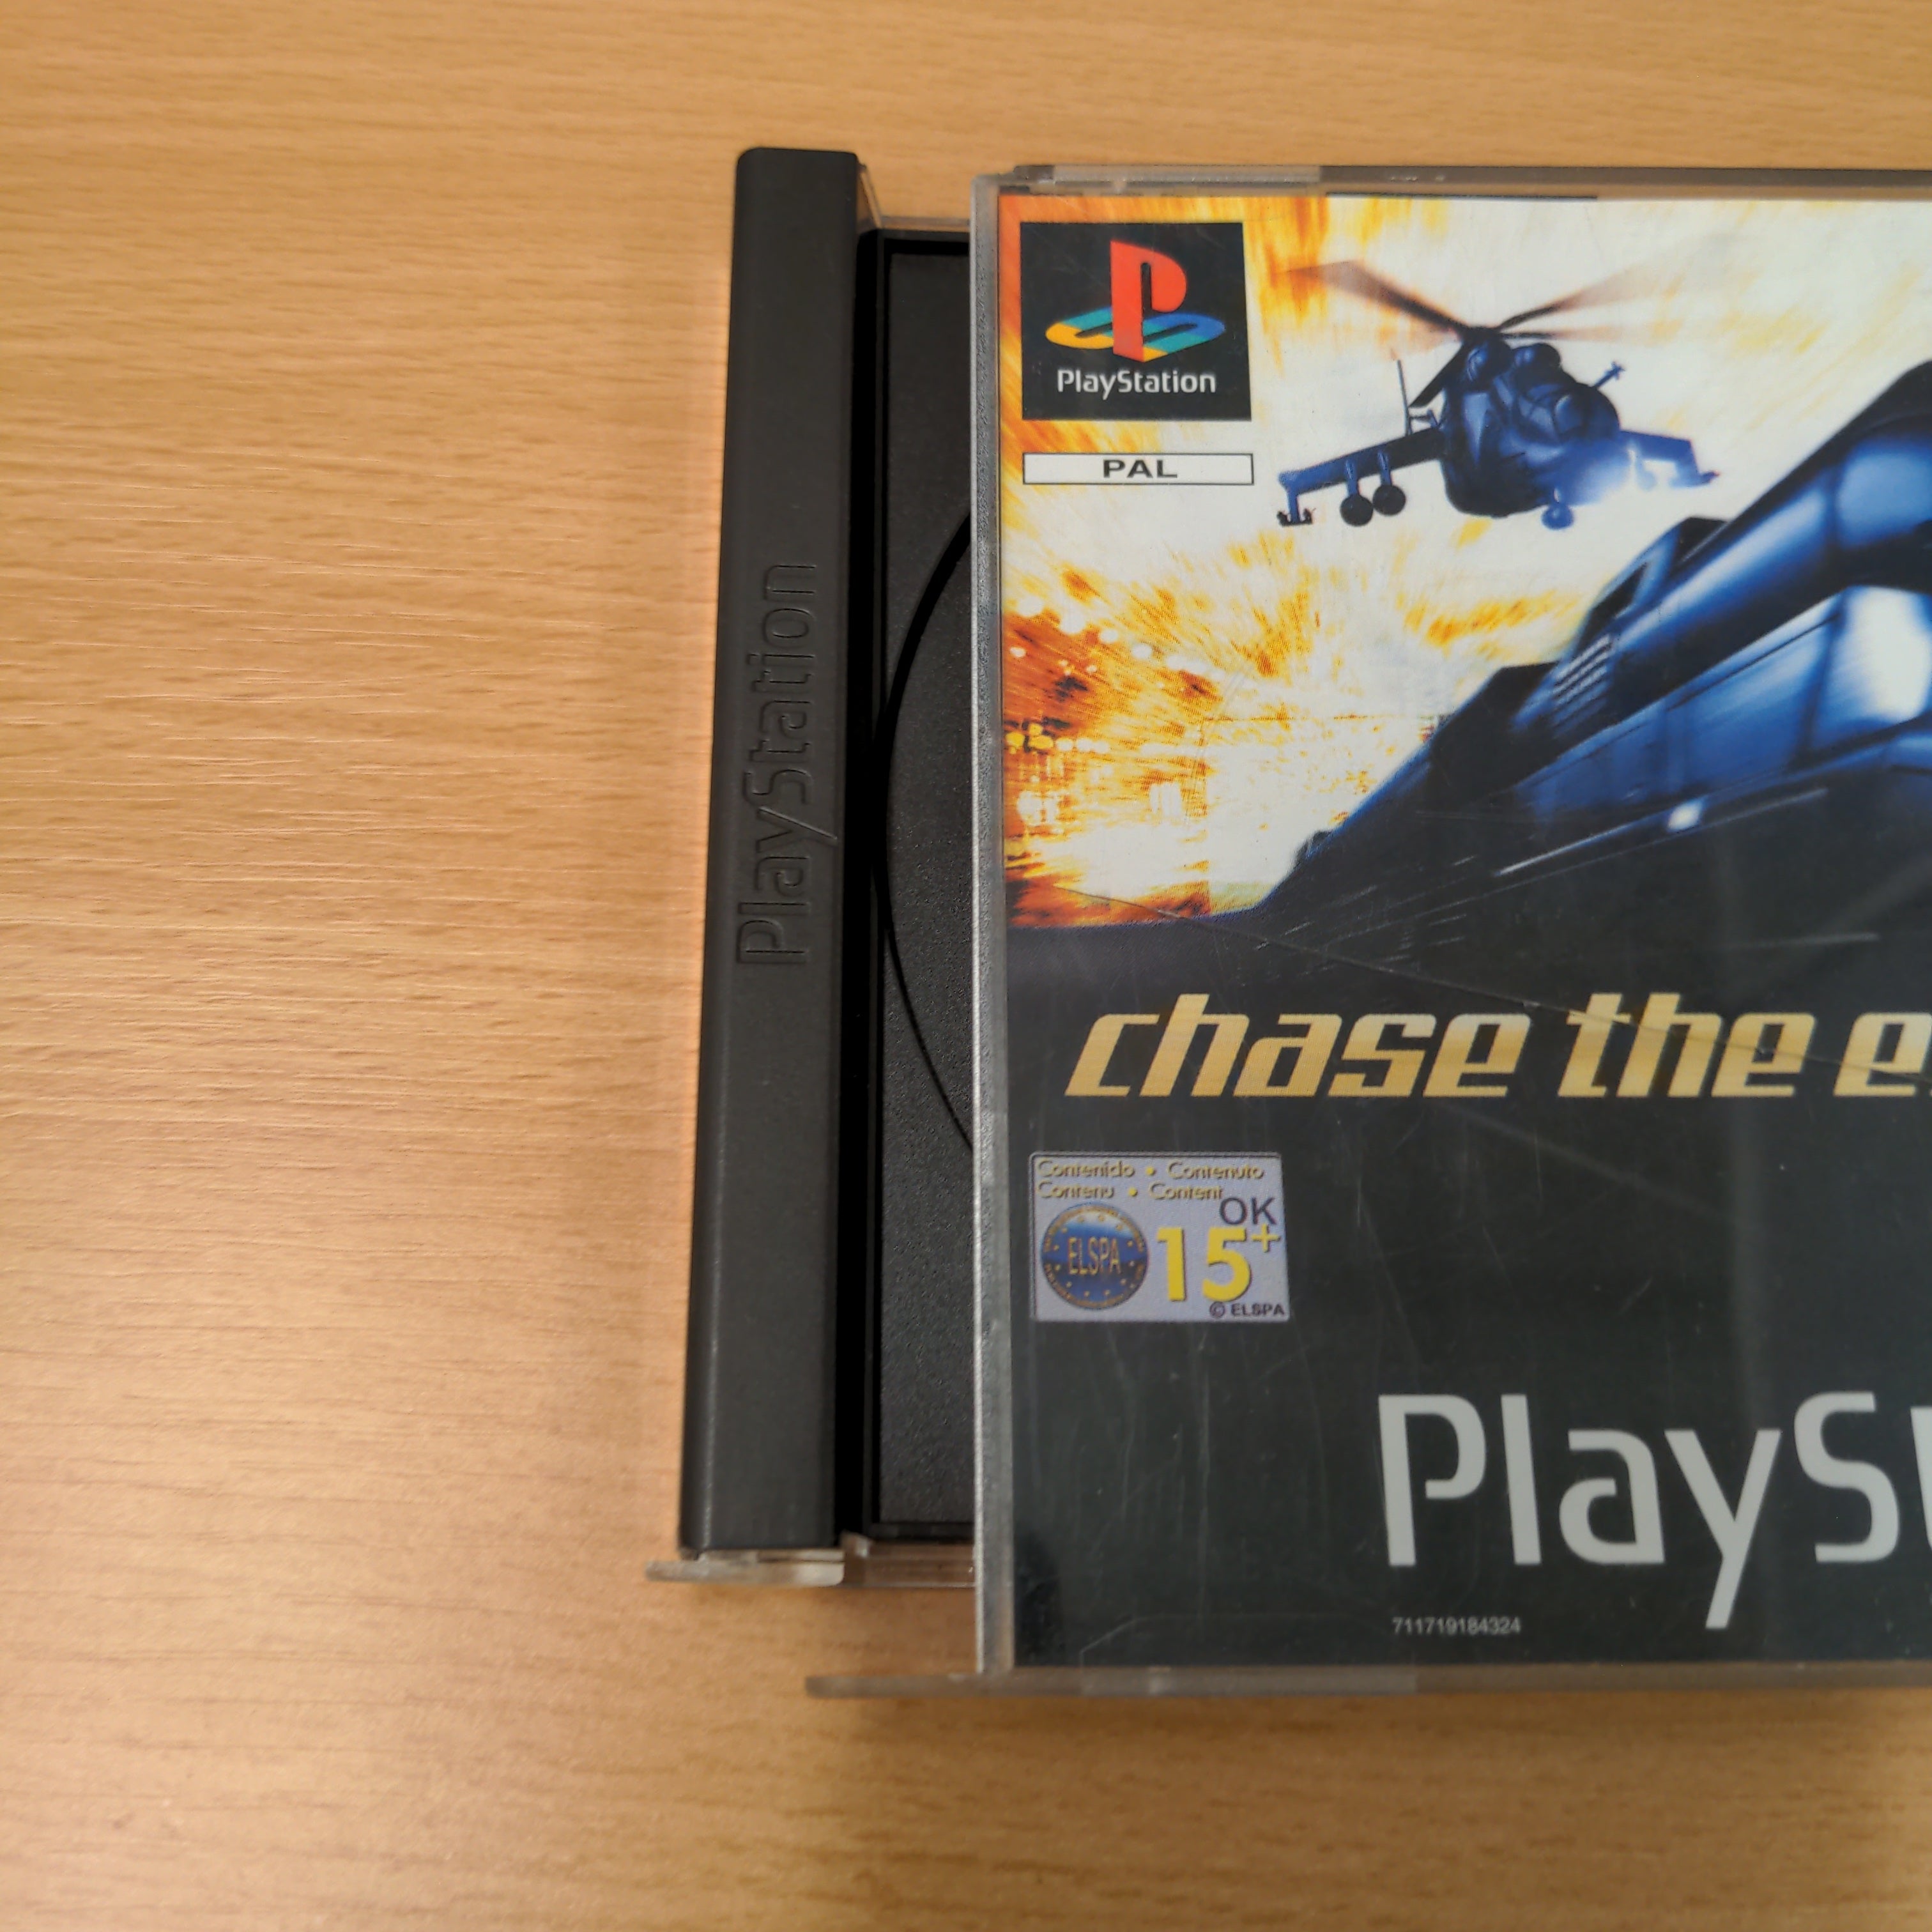 PlayStation
PlayStation
PAL
chase the e
Contenido • Contenuto
Contenu • Content
OK
ELSPA
15+
© ELSPA
PlaySt
711719184324